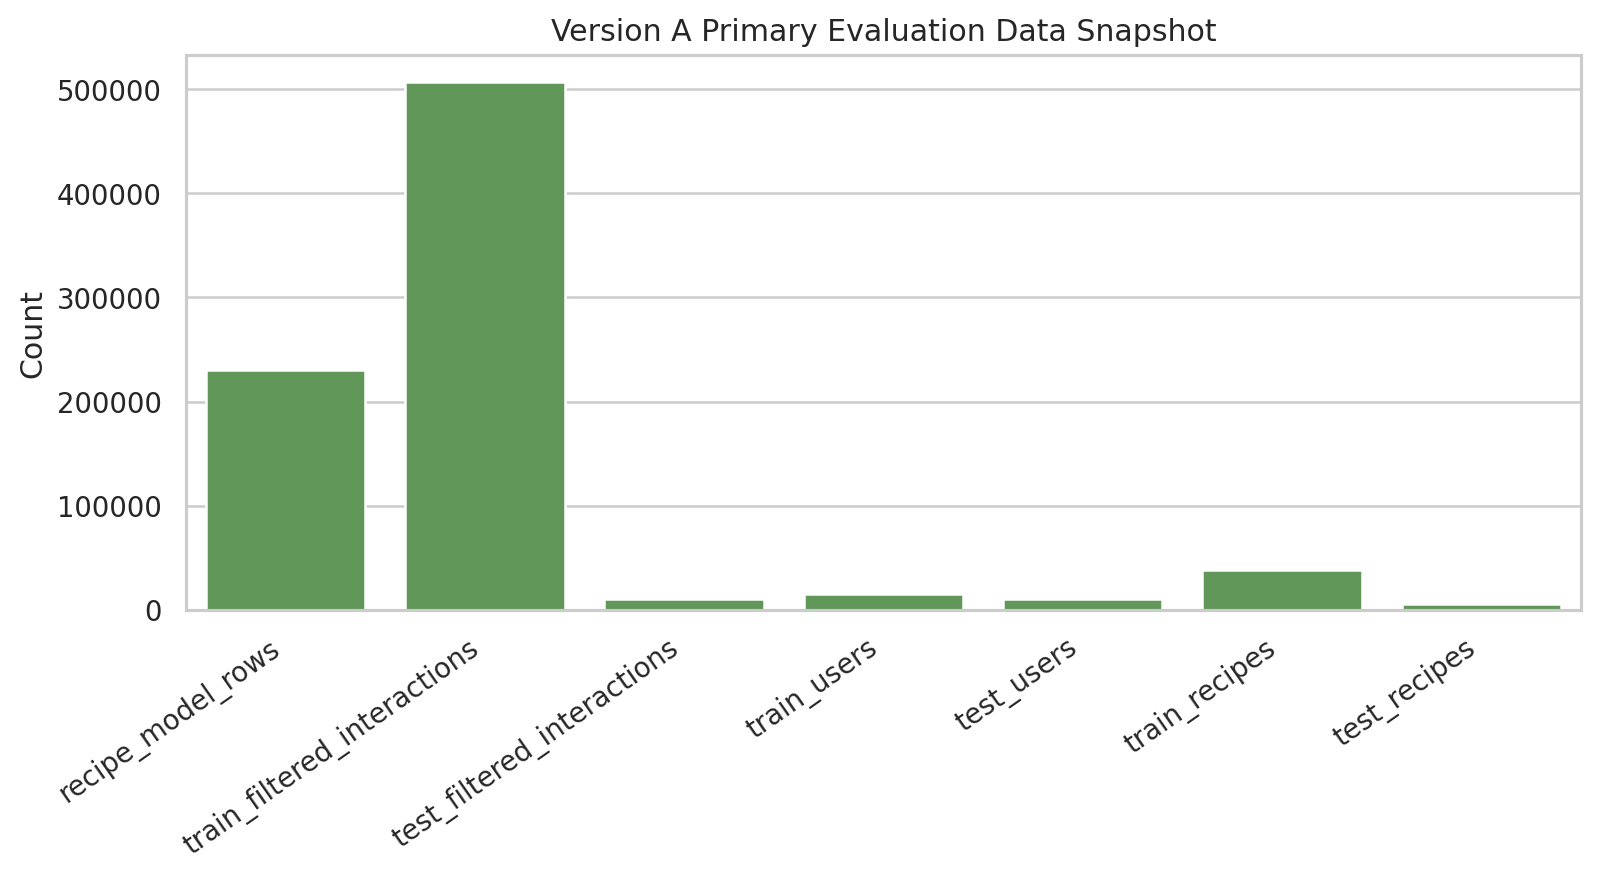 Version A Primary Evaluation Data Snapshot
Count
500000
400000
300000
200000
100000
0
recipe_model_rows
train_filtered_interactions
test_filtered_interactions
train_users
test_users
train_recipes
test_recipes